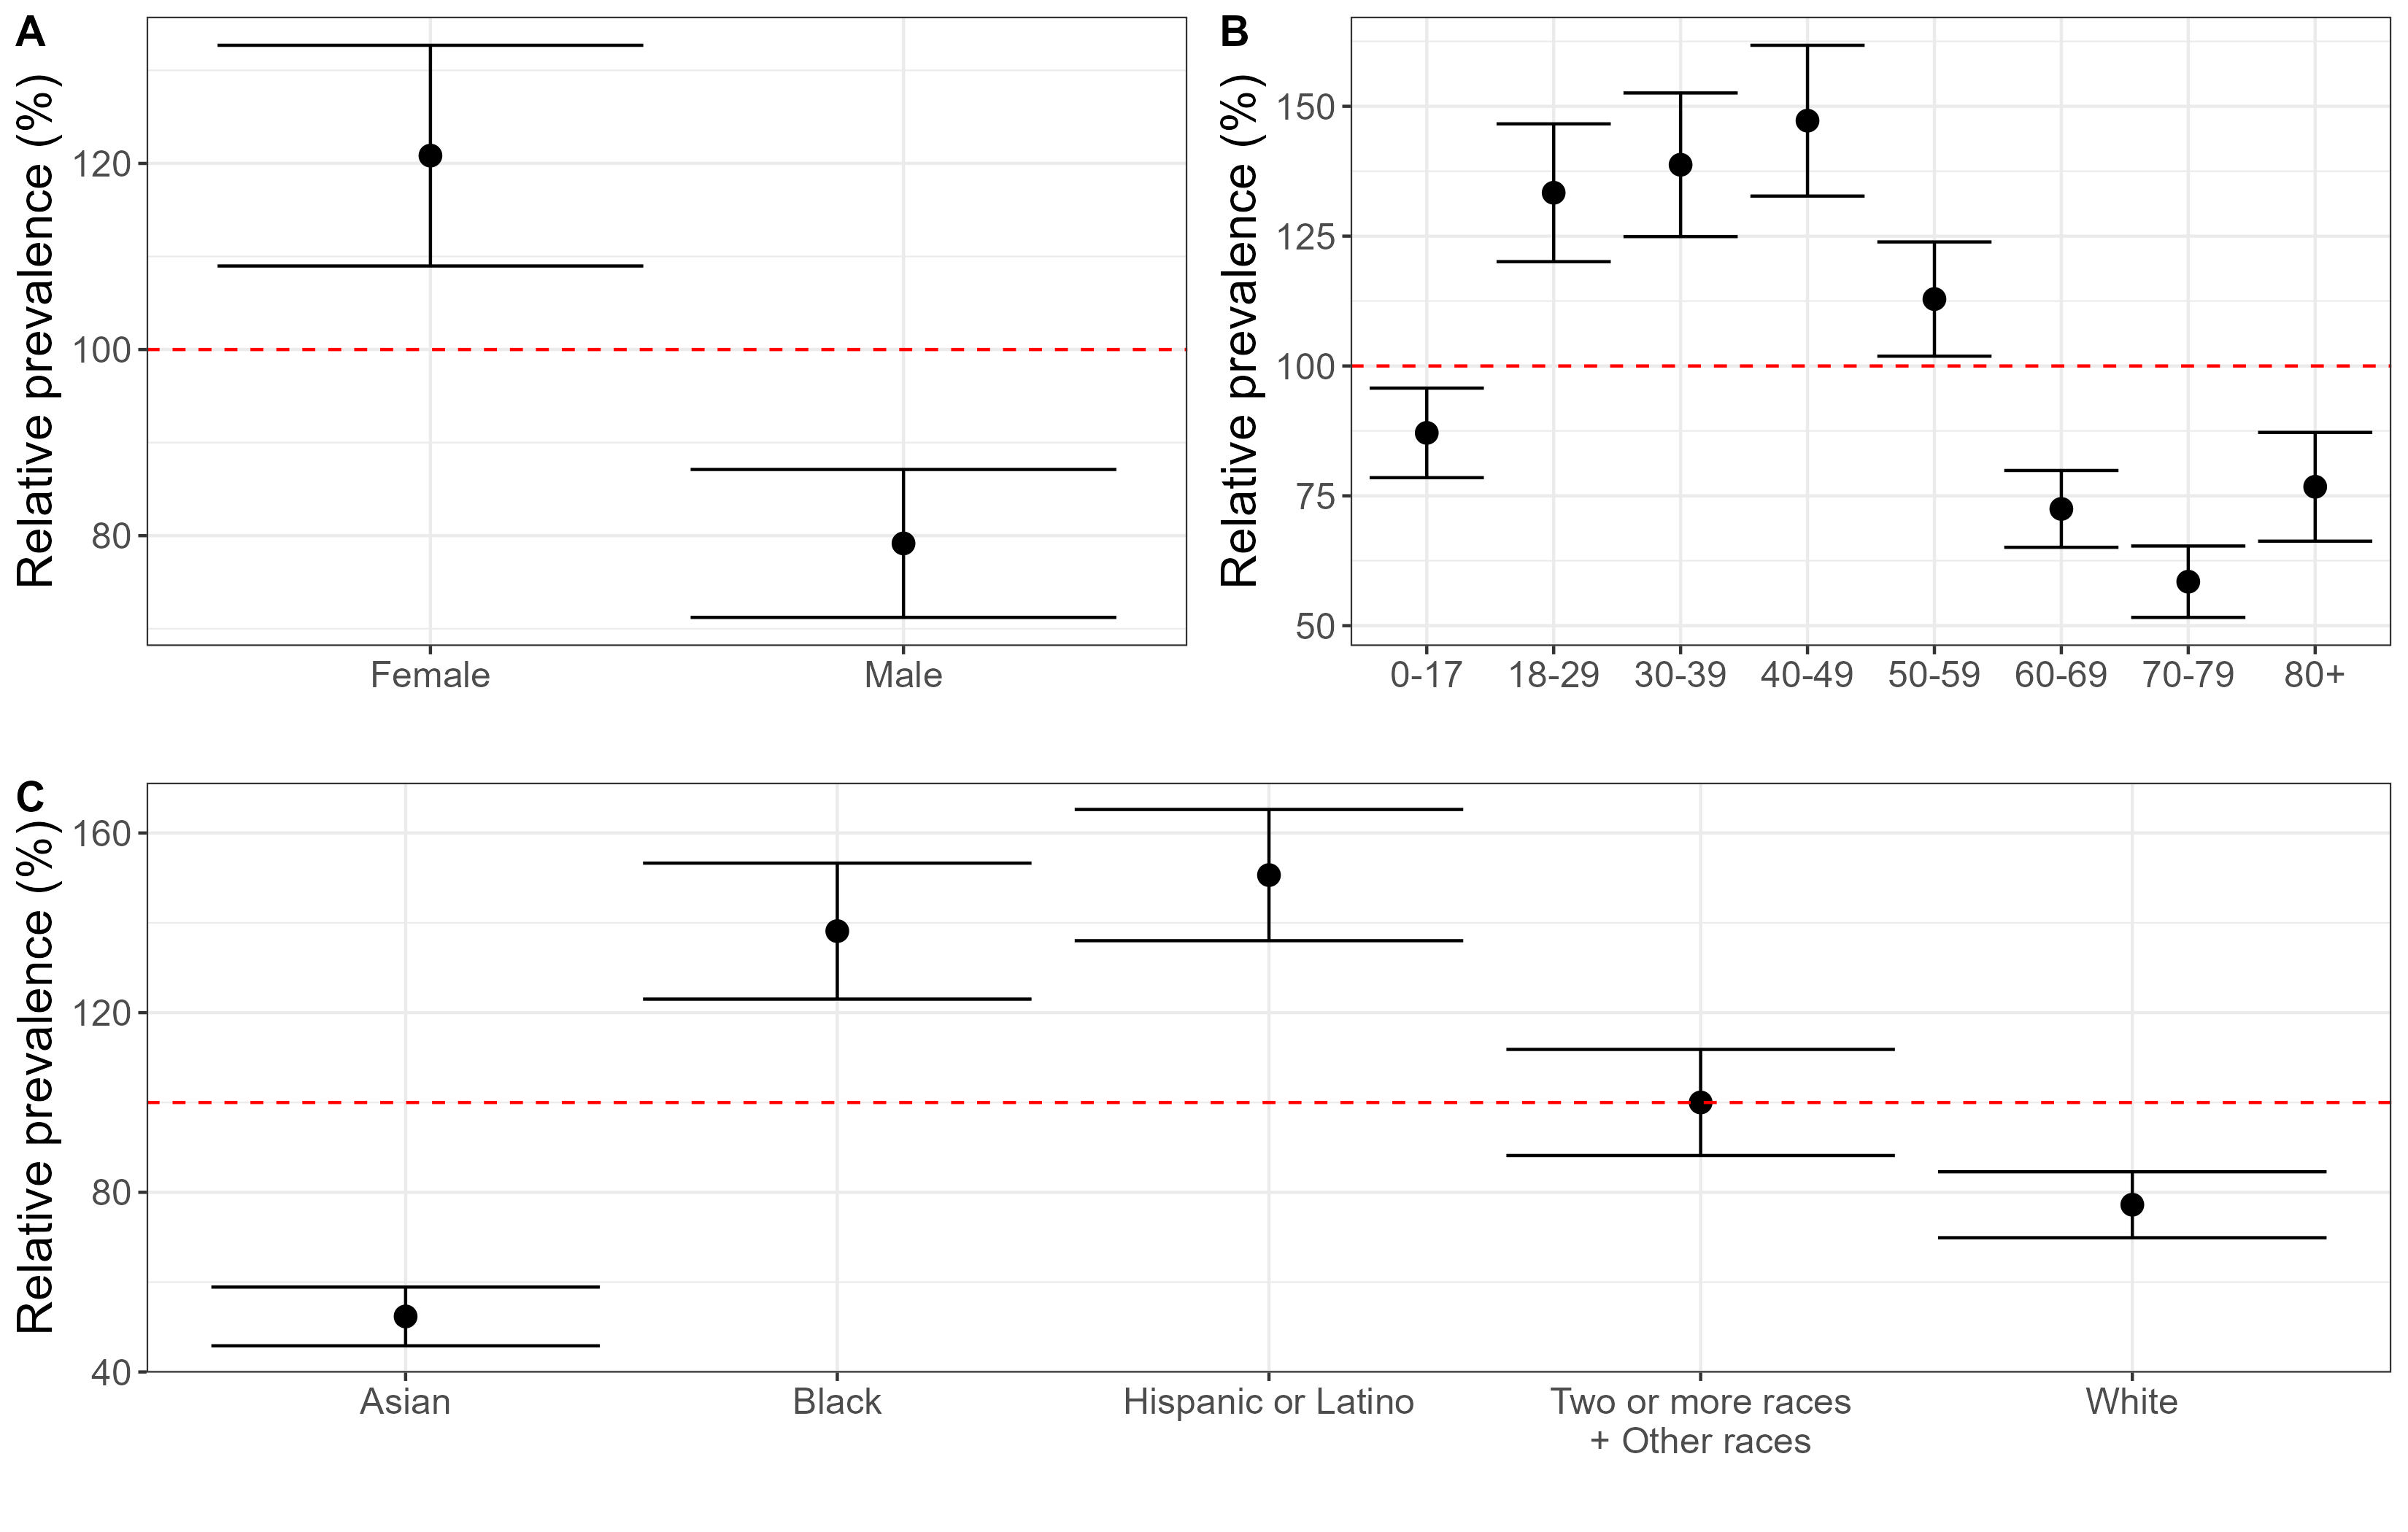 A
Relative prevalence (%)
120
100
80
Female Male
B
Relative prevalence (%)
150
125
100
75
50
0-17 18-29 30-39 40-49 50-59 60-69 70-79 80+
C
Relative prevalence (%)
160
120
80
40
Asian Black Hispanic or Latino Two or more races White
+ Other races